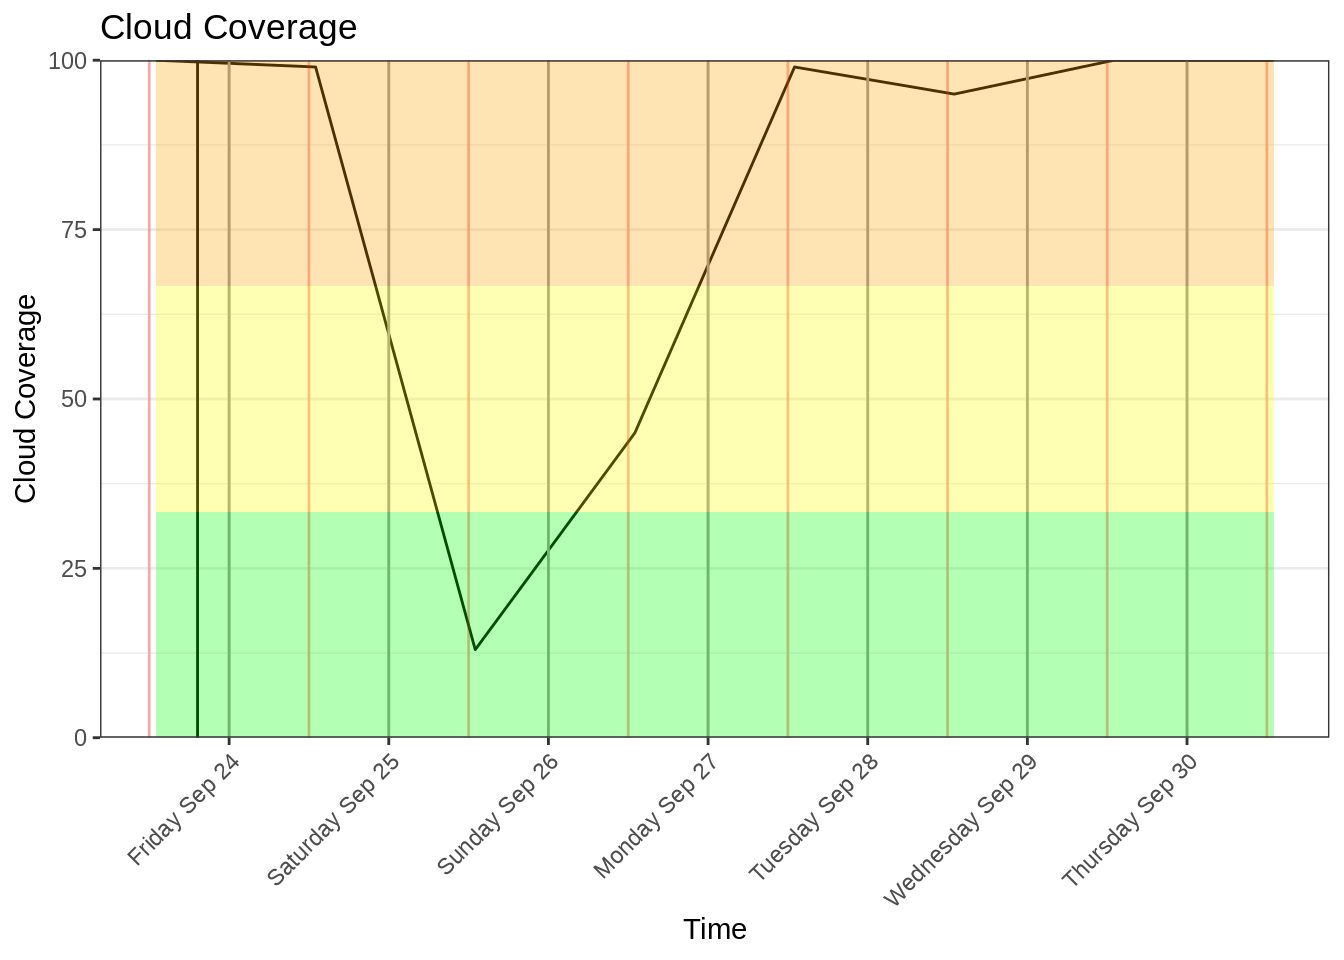 Cloud Coverage
Cloud Coverage
100
75
50
25
0
Friday Sep 24
Saturday Sep 25
Sunday Sep 26
Monday Sep 27
Tuesday Sep 28
Wednesday Sep 29
Thursday Sep 30
Time